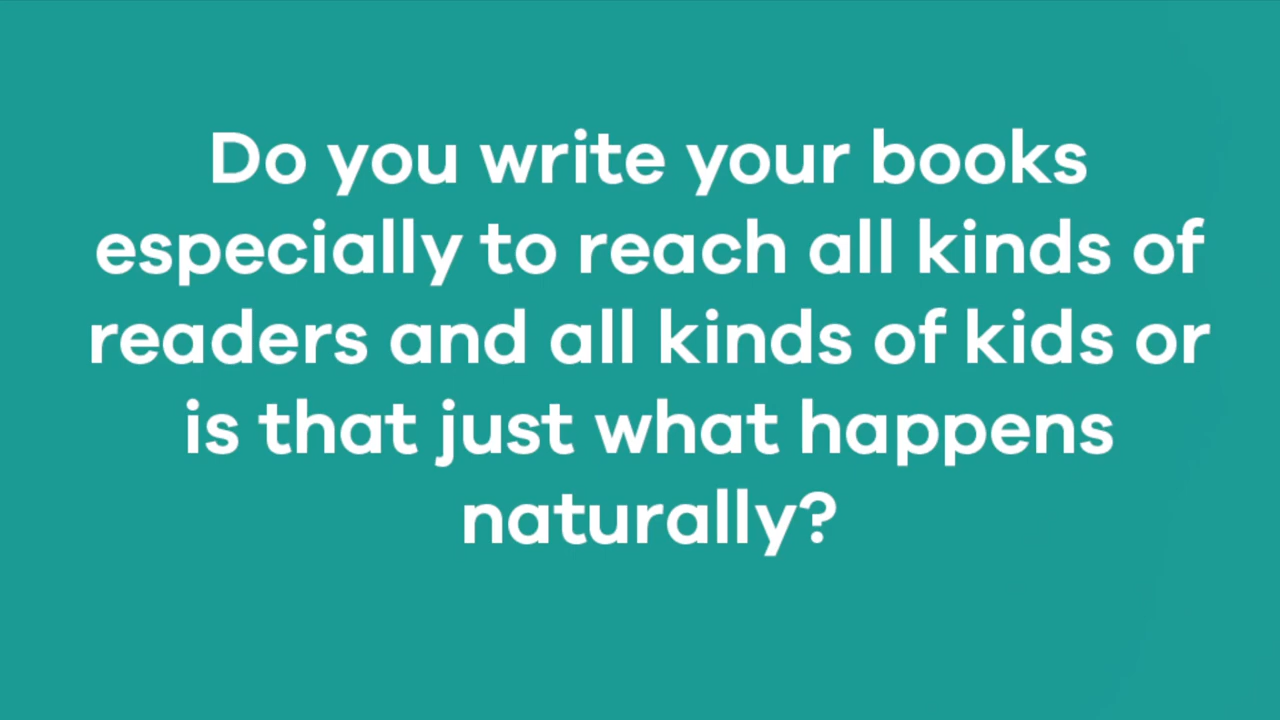 Do you write your books
especially to reach all kinds of
readers and all kinds of kids or
is that just what happens
naturally?